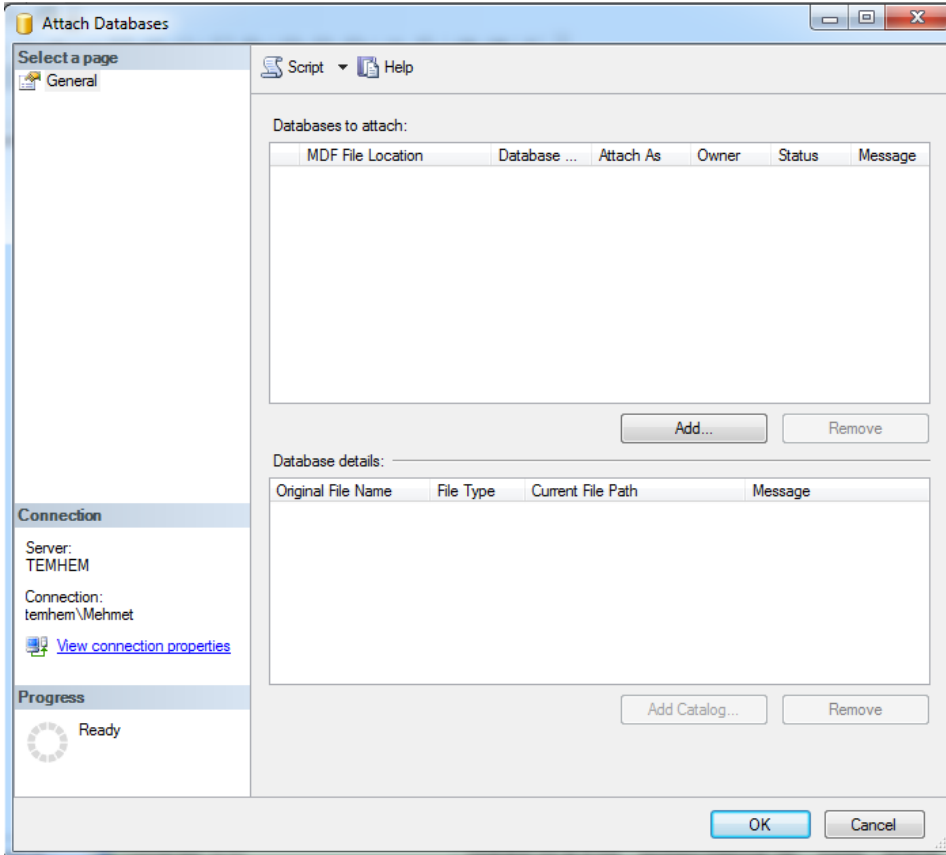 Attach Databases
Select a page
General
Script Help
Databases to attach:
MDF File Location Database ... Attach As Owner Status Message
Add... Remove
Database details:
Original File Name File Type Current File Path Message
Connection
Server:
TEMHEM
Connection:
temhem\Mehmet
View connection properties
Progress
Ready
Add Catalog... Remove
OK Cancel